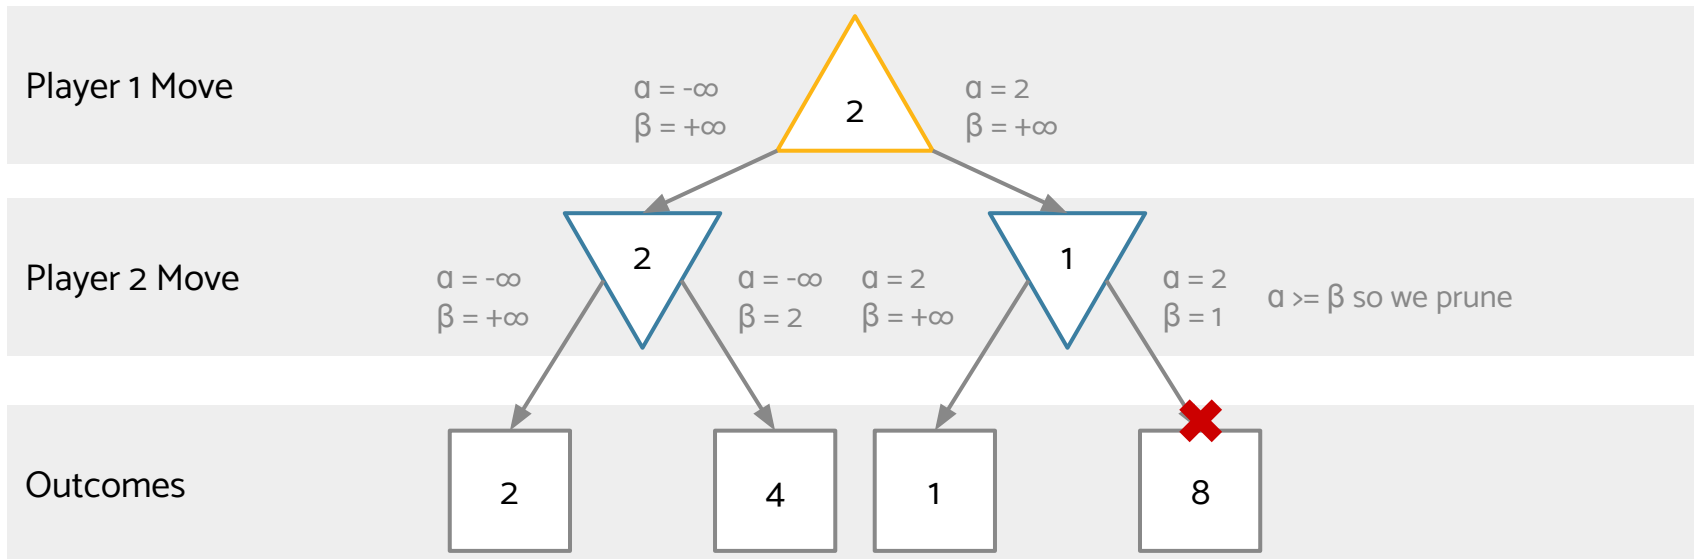 Player 1 Move
α = -∞
β = +∞
2
α = 2
β = +∞
Player 2 Move
α = -∞
β = +∞
2
α = -∞
β = 2
α = 2
β = +∞
1
α = 2
β = 1
α >= β so we prune
Outcomes
2
4
1
8